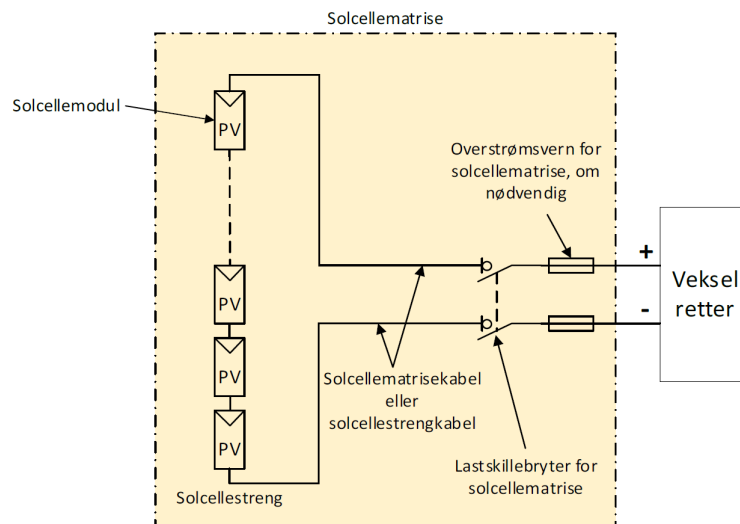 Solcellematrise
Solcellemodul
PV
Overstrømsvern for
solcellematrise, om
nødvendig
+
Veksel
retter
-
PV
PV
PV
Solcellematrisekabel
eller
solcellestrengkabel
Lastskillebryter for
solcellematrise
Solcellestreng